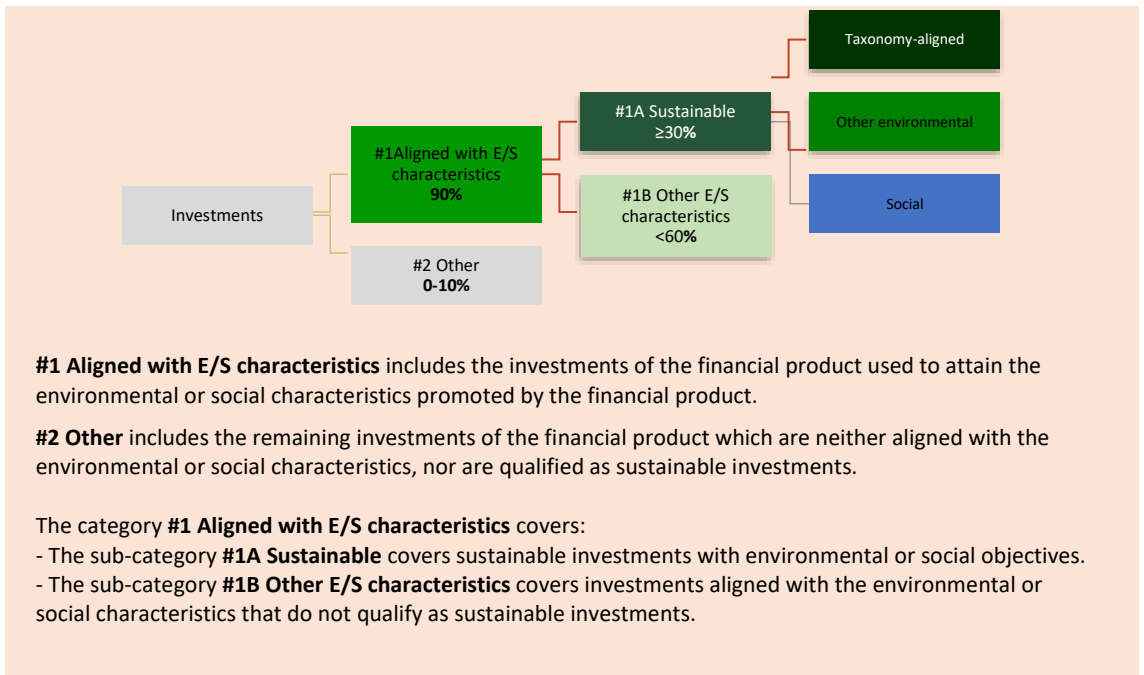 Taxonomy-aligned
#1A Sustainable
≥30%
Other environmental
#1Aligned with E/S
characteristics
90%
Investments
#1B Other E/S
characteristics
<60%
Social
#2 Other
0-10%
#1 Aligned with E/S characteristics includes the investments of the financial product used to attain the
environmental or social characteristics promoted by the financial product.
#2 Other includes the remaining investments of the financial product which are neither aligned with the
environmental or social characteristics, nor are qualified as sustainable investments.
The category #1 Aligned with E/S characteristics covers:
- The sub-category #1A Sustainable covers sustainable investments with environmental or social objectives.
- The sub-category #1B Other E/S characteristics covers investments aligned with the environmental or
social characteristics that do not qualify as sustainable investments.